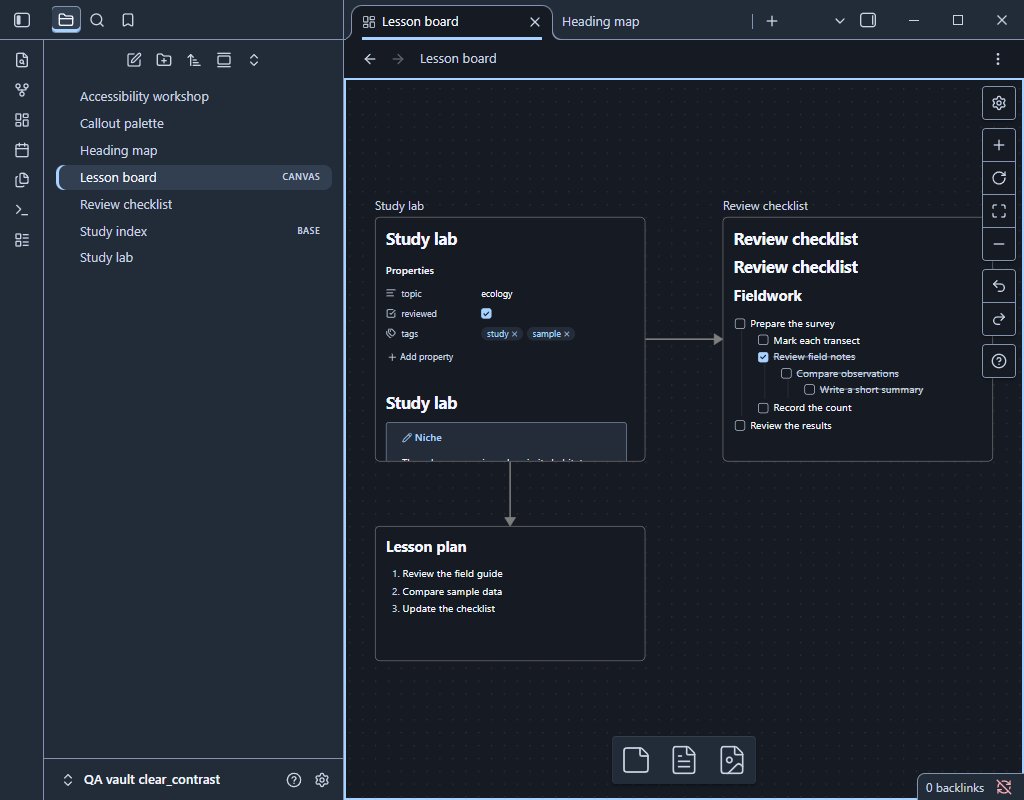 Lesson board
Heading map
Lesson board
Accessibility workshop
Callout palette
Heading map
Lesson board CANVAS
Review checklist
Study index BASE
Study lab
QA vault clear_contrast
Study lab
Study lab
Properties
topic ecology
reviewed
tags study sample
Add property
Study lab
Niche
Review checklist
Review checklist
Review checklist
Fieldwork
Prepare the survey
Mark each transect
Review field notes
Compare observations
Write a short summary
Record the count
Review the results
Lesson plan
1. Review the field guide
2. Compare sample data
3. Update the checklist
0 backlinks